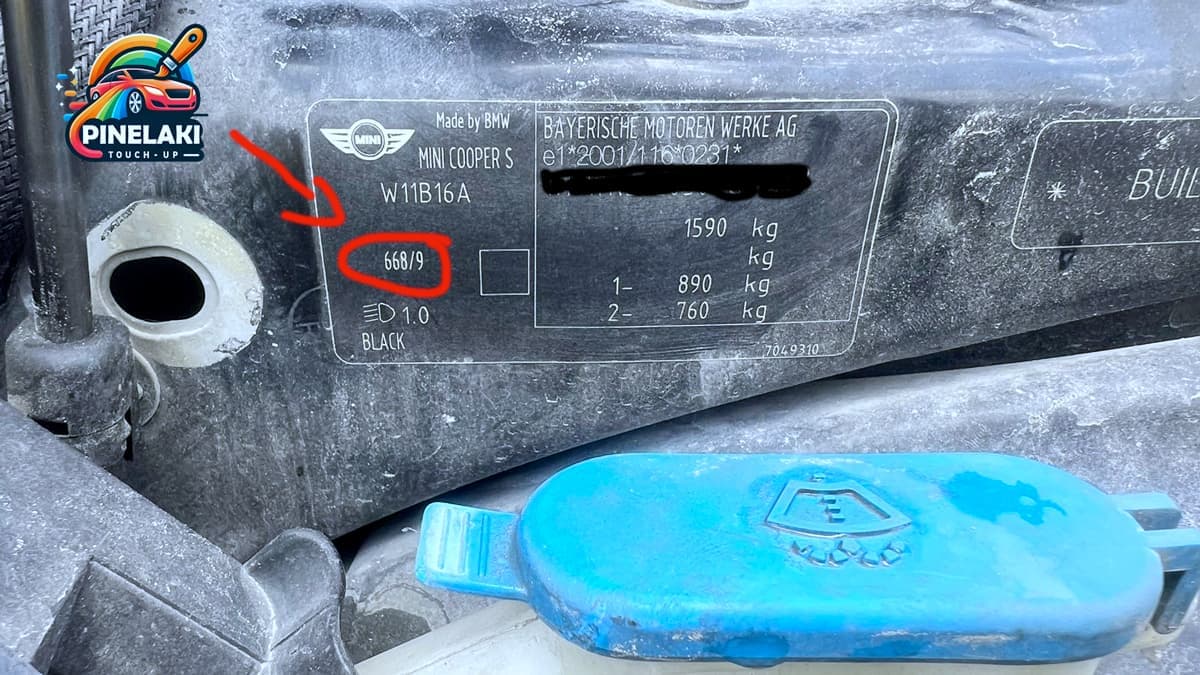 PINELAKI
TOUCH-UP
MINI
Made by BMW
MINI COOPER S
W11B16A
668/9
1.0
BLACK
BAYERISCHE MOTOREN WERKE AG
e1*2001/116*0231*
1590 kg
kg
1- 890 kg
2- 760 kg
7049310
* BUIL